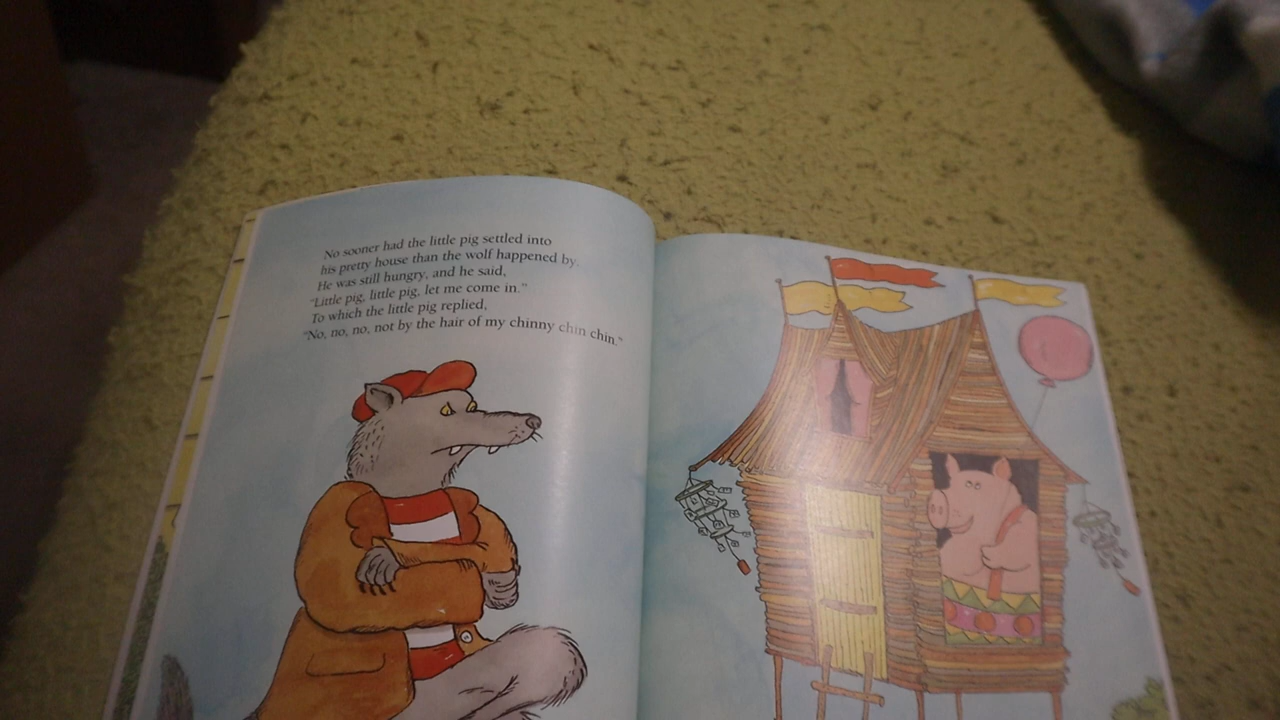 No sooner had the little pig settled into
his pretty house than the wolf happened by.
He was still hungry, and he said,
"Little pig, little pig, let me come in."
To which the little pig replied,
"No, no, no, not by the hair of my chinny chin chin."